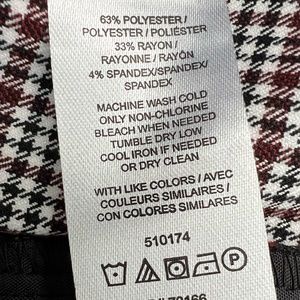 63% POLYESTER /
POLYESTER / POLIÉSTER
33% RAYON /
RAYONNE / RAYÓN
4% SPANDEX/SPANDEX/
SPANDEX
MACHINE WASH COLD
ONLY NON-CHLORINE
BLEACH WHEN NEEDED
TUMBLE DRY LOW
COOL IRON IF NEEDED
OR DRY CLEAN
WITH LIKE COLORS / AVEC
COULEURS SIMILAIRES /
CON COLORES SIMILARES
510174
P